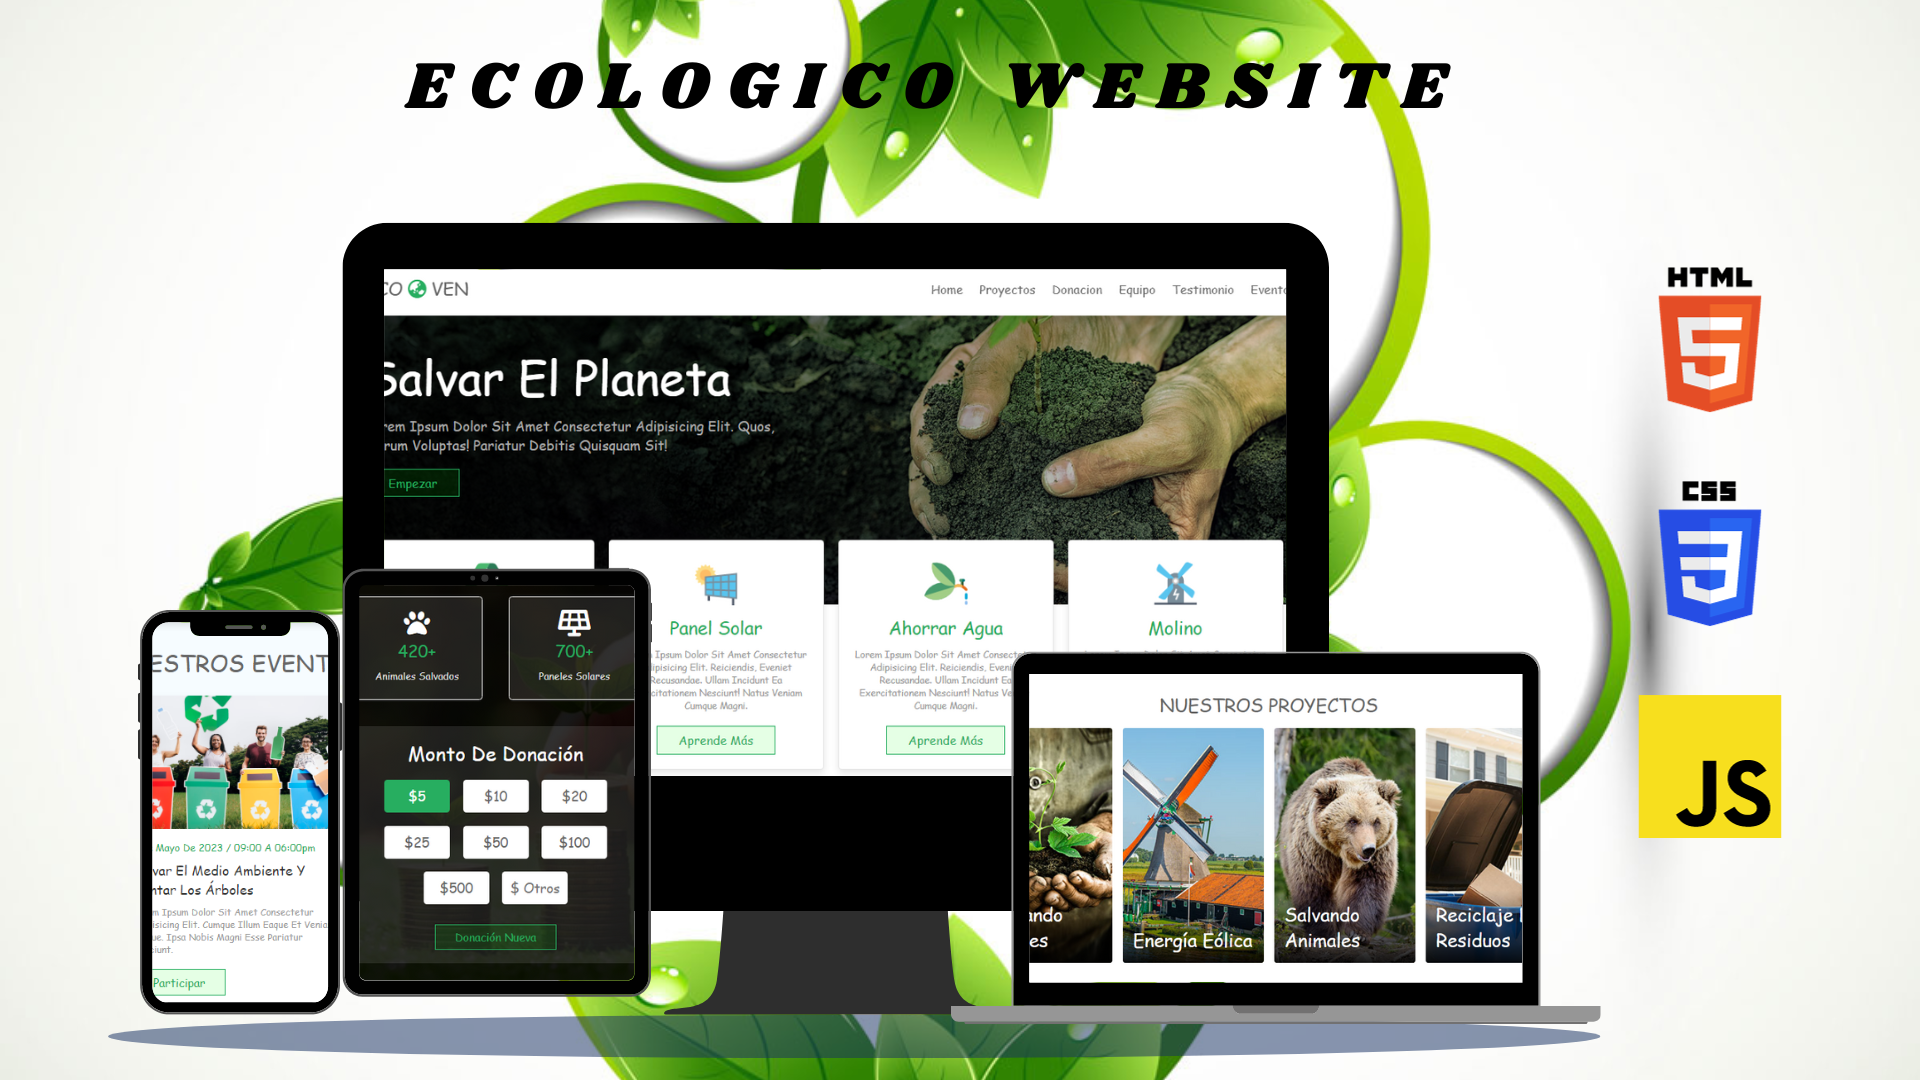 ECOLOGICO WEBSITE
HTML
CSS
JS
CO VEN
Home Proyectos Donacion Equipo Testimonio Evento
Salvar El Planeta
rem Ipsum Dolor Sit Amet Consectetur Adipisicing Elit. Quos,
rum Voluptas! Pariatur Debitis Quisquam Sit!
Empezar
Panel Solar
Ipsum Dolor Sit Amet Consectetur
ipisicing Elit. Reiciendis, Eveniet
Recusandae. Ullam Incidunt Ea
citationem Nesciunt! Natus Veniam
Cumque Magni.
Aprende Más
Ahorrar Agua
Lorem Ipsum Dolor Sit Amet Consectetur
Adipisicing Elit. Reiciendis, Eveni
Recusandae. Ullam Incidunt Ea
Exercitationem Nesciunt! Natus Ve
Cumque Magni.
Aprende Más
Molino
ESTROS EVENT
Mayo De 2023 / 09:00 A 06:00pm
var El Medio Ambiente Y
ntar Los Árboles
m Ipsum Dolor Sit Amet Consectetur
isicing Elit. Cumque Illum Eaque Et Venia
ue. Ipsa Nobis Magni Esse Pariatur
ciunt.
Participar
420+
Animales Salvados
700+
Paneles Solares
Monto De Donación
$5 $10 $20
$25 $50 $100
$500 $ Otros
Donación Nueva
NUESTROS PROYECTOS
ando
es
Energía Eólica
Salvando
Animales
Reciclaje
Residuos